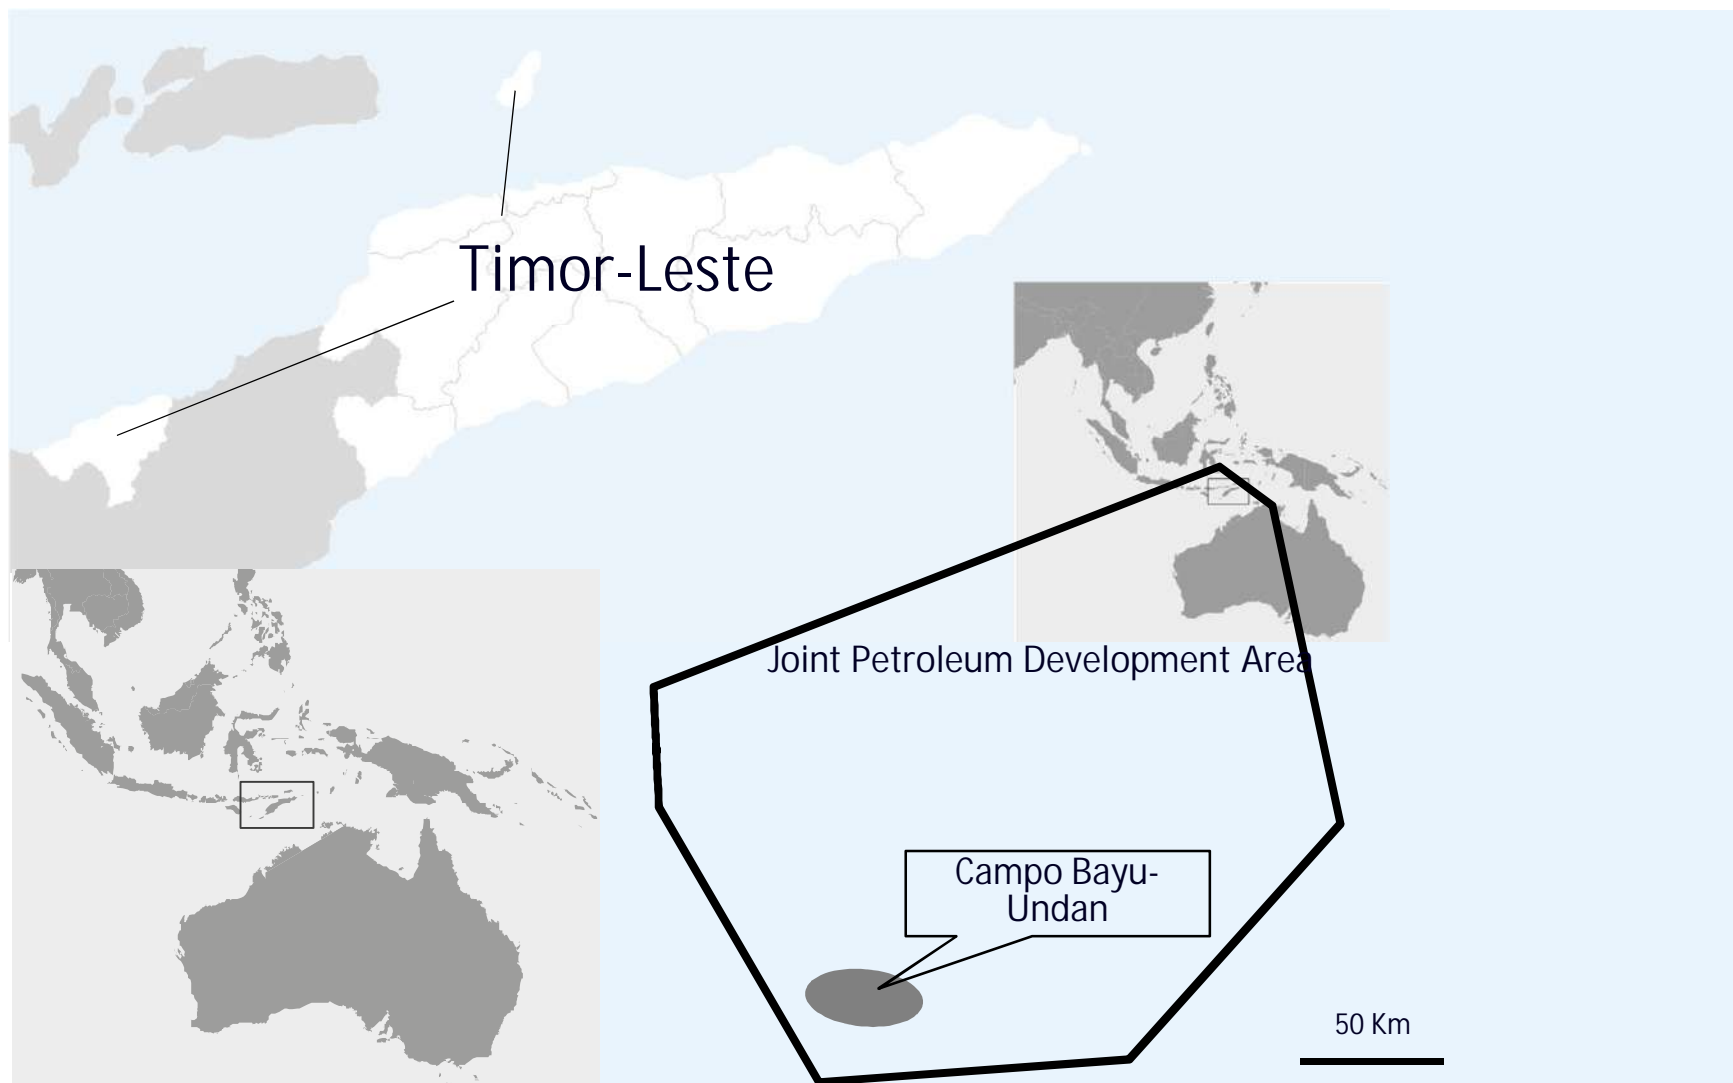 Timor-Leste
Joint Petroleum Development Area
Campo Bayu-
Undan
50 Km